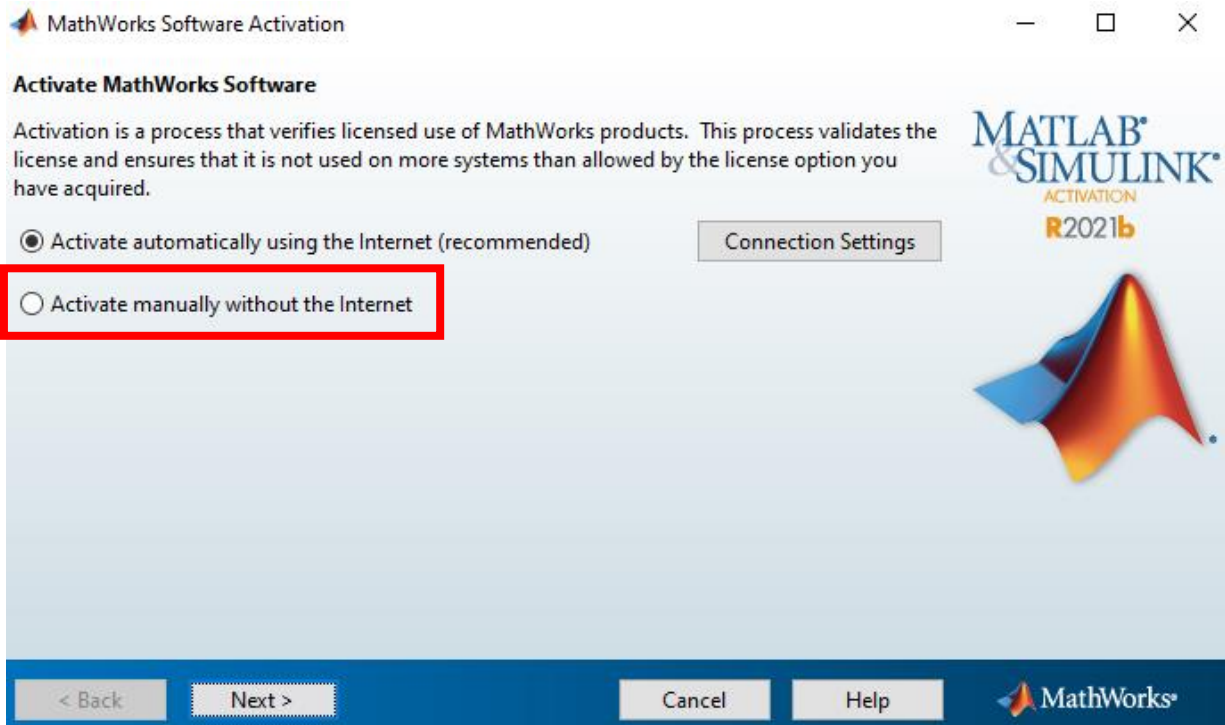 MathWorks Software Activation
Activate MathWorks Software
Activation is a process that verifies licensed use of MathWorks products. This process validates the
license and ensures that it is not used on more systems than allowed by the license option you
have acquired.
Activate automatically using the Internet (recommended)
Connection Settings
Activate manually without the Internet
MATLAB®
&SIMULINK®
ACTIVATION
R2021b
< Back
Next >
Cancel
Help
MathWorks®